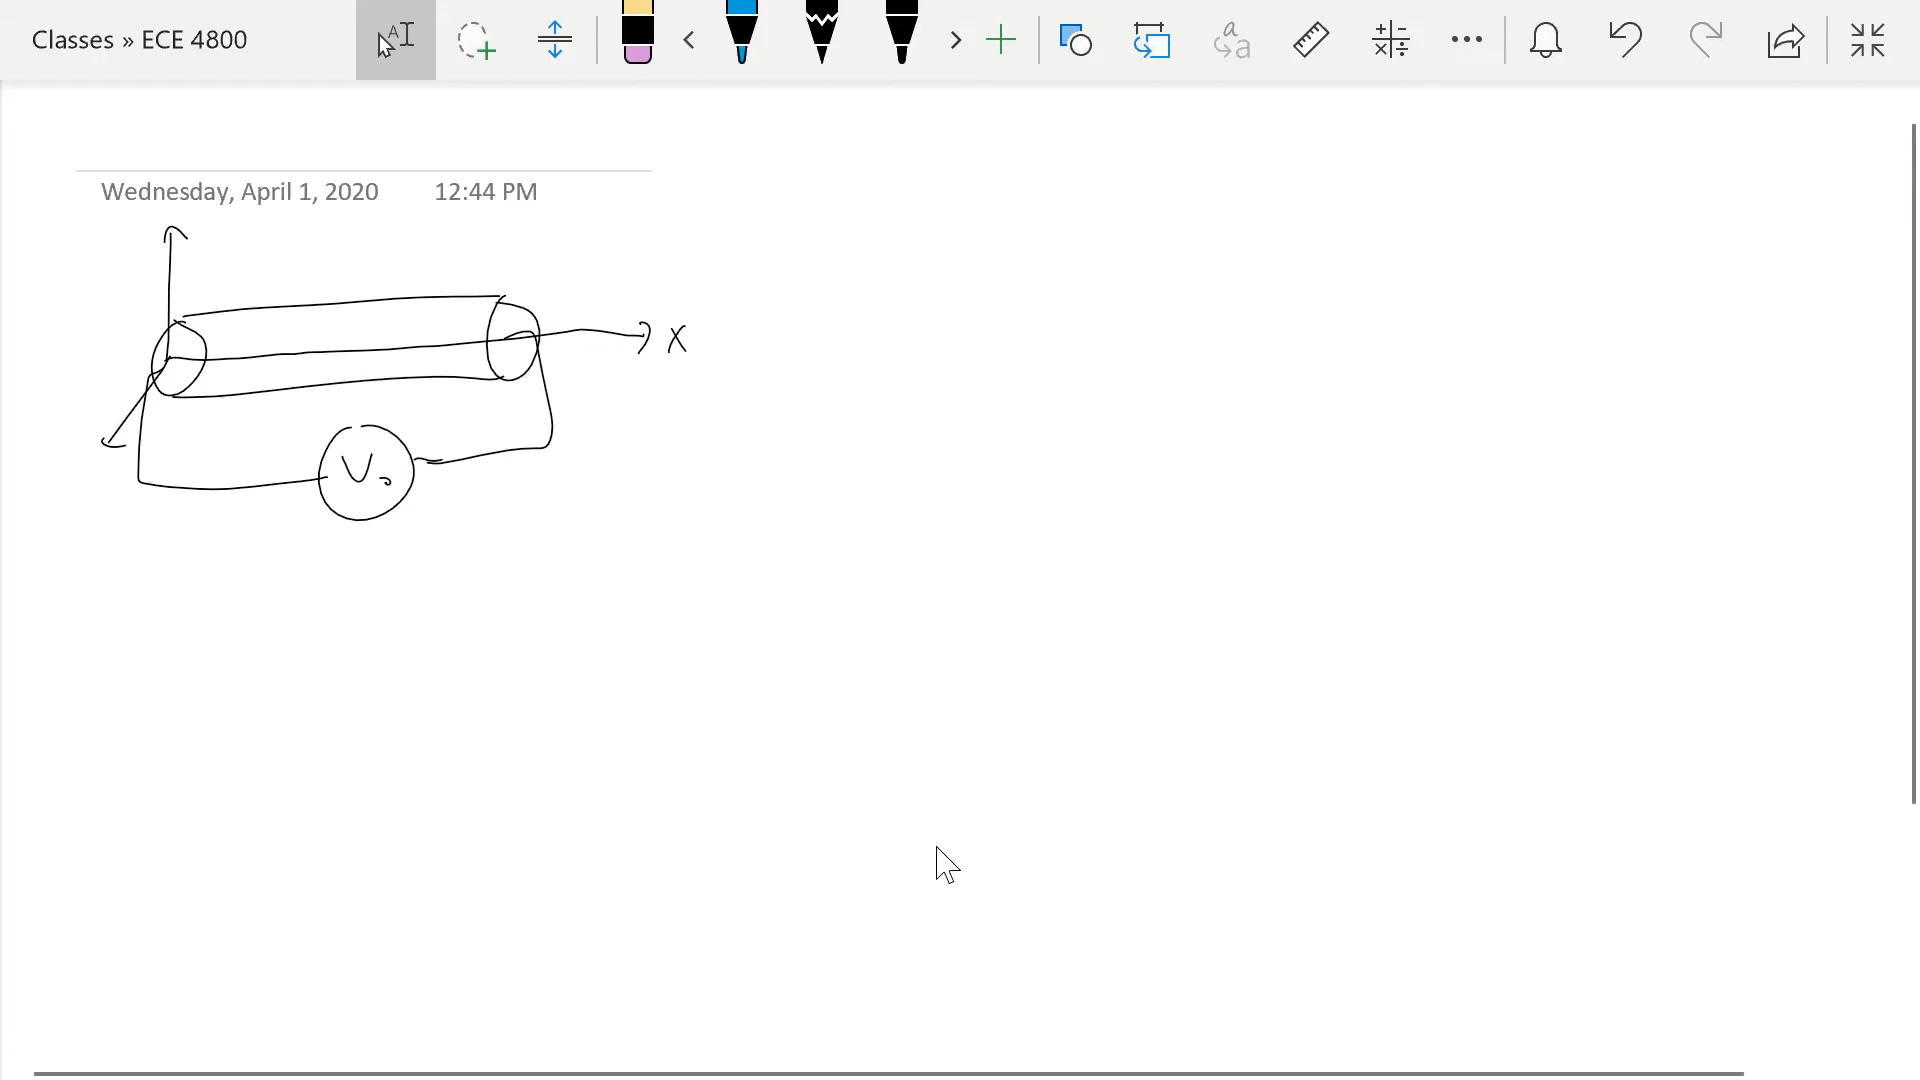 Classes » ECE 4800
Wednesday, April 1, 2020 12:44 PM
X
V₀